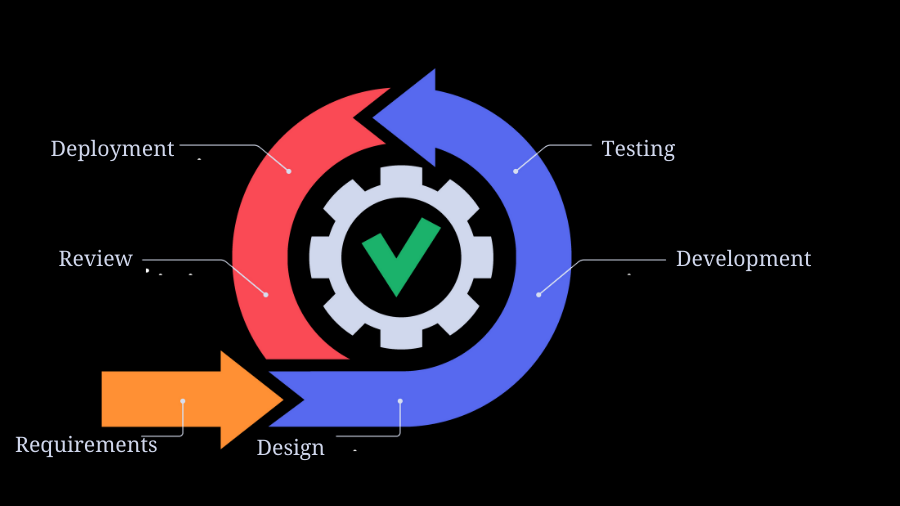 Deployment
Testing
Review
Development
Requirements
Design